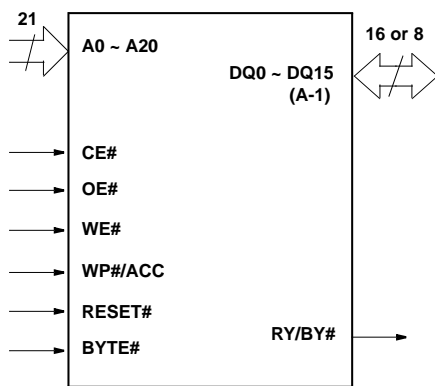 21
16 or 8
A0 ~ A20
DQ0 ~ DQ15
(A-1)
CE#
OE#
WE#
WP#/ACC
RESET#
RY/BY#
BYTE#